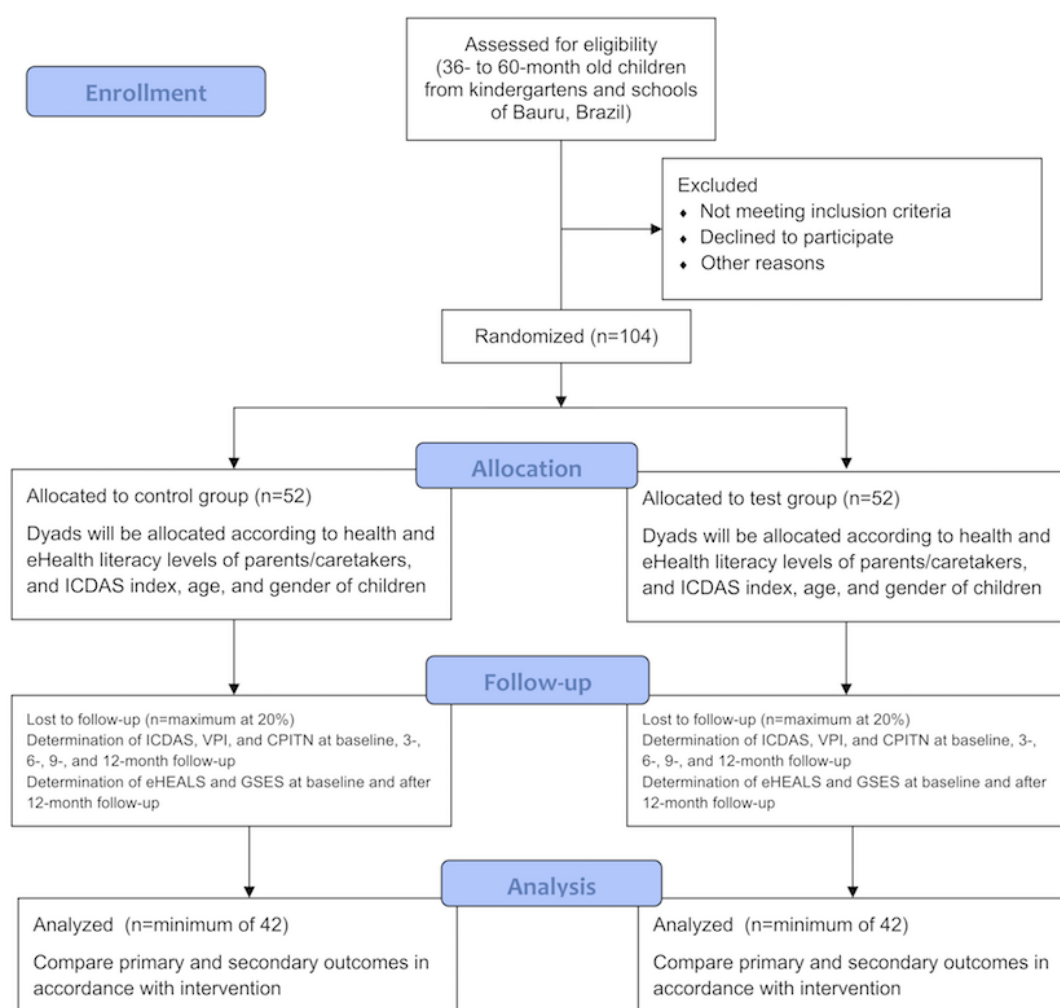 Assessed for eligibility
(36- to 60-month old children
from kindergartens and schools
of Bauru, Brazil)
Enrollment
Excluded
♦ Not meeting inclusion criteria
♦ Declined to participate
♦ Other reasons
Randomized (n=104)
Allocation
Allocated to control group (n=52)
Dyads will be allocated according to health and
eHealth literacy levels of parents/caretakers,
and ICDAS index, age, and gender of children
Allocated to test group (n=52)
Dyads will be allocated according to health and
eHealth literacy levels of parents/caretakers,
and ICDAS index, age, and gender of children
Follow-up
Lost to follow-up (n=maximum at 20%)
Determination of ICDAS, VPI, and CPITN at baseline, 3-,
6-, 9-, and 12-month follow-up
Determination of eHEALS and GSES at baseline and after
12-month follow-up
Lost to follow-up (n=maximum at 20%)
Determination of ICDAS, VPI, and CPITN at baseline, 3-,
6-, 9-, and 12-month follow-up
Determination of eHEALS and GSES at baseline and after
12-month follow-up
Analysis
Analyzed (n=minimum of 42)
Compare primary and secondary outcomes in
accordance with intervention
Analyzed (n=minimum of 42)
Compare primary and secondary outcomes in
accordance with intervention